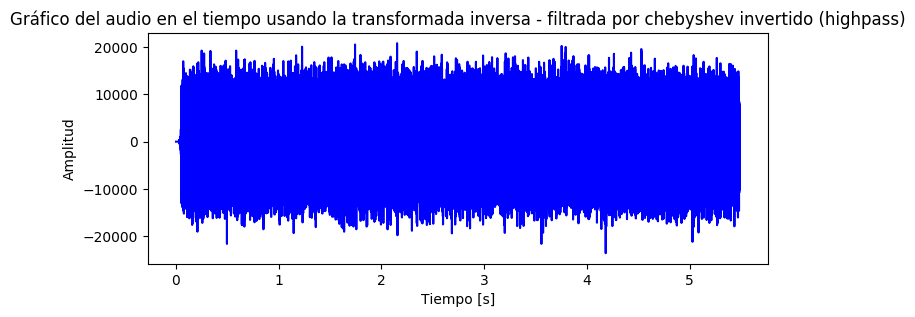 Gráfico del audio en el tiempo usando la transformada inversa - filtrada por chebyshev invertido (highpass)
20000
10000
0
−10000
−20000
Amplitud
0 1 2 3 4 5
Tiempo [s]